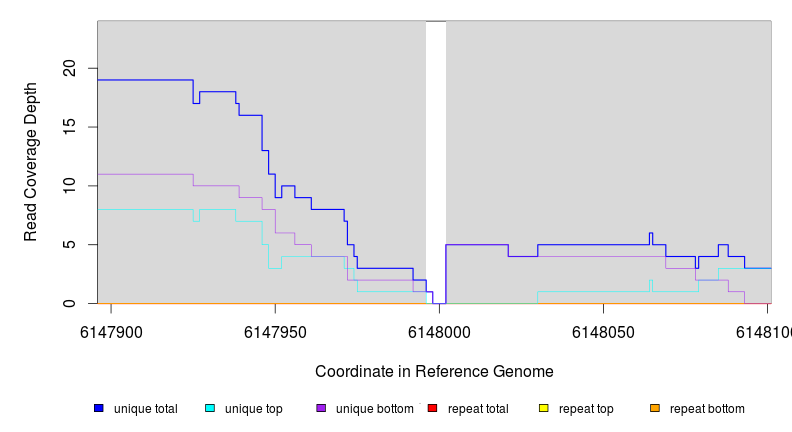 20
15
10
5
0
Read Coverage Depth
6147900 6147950 6148000 6148050 614810
Coordinate in Reference Genome
unique total unique top unique bottom repeat total repeat top repeat bottom